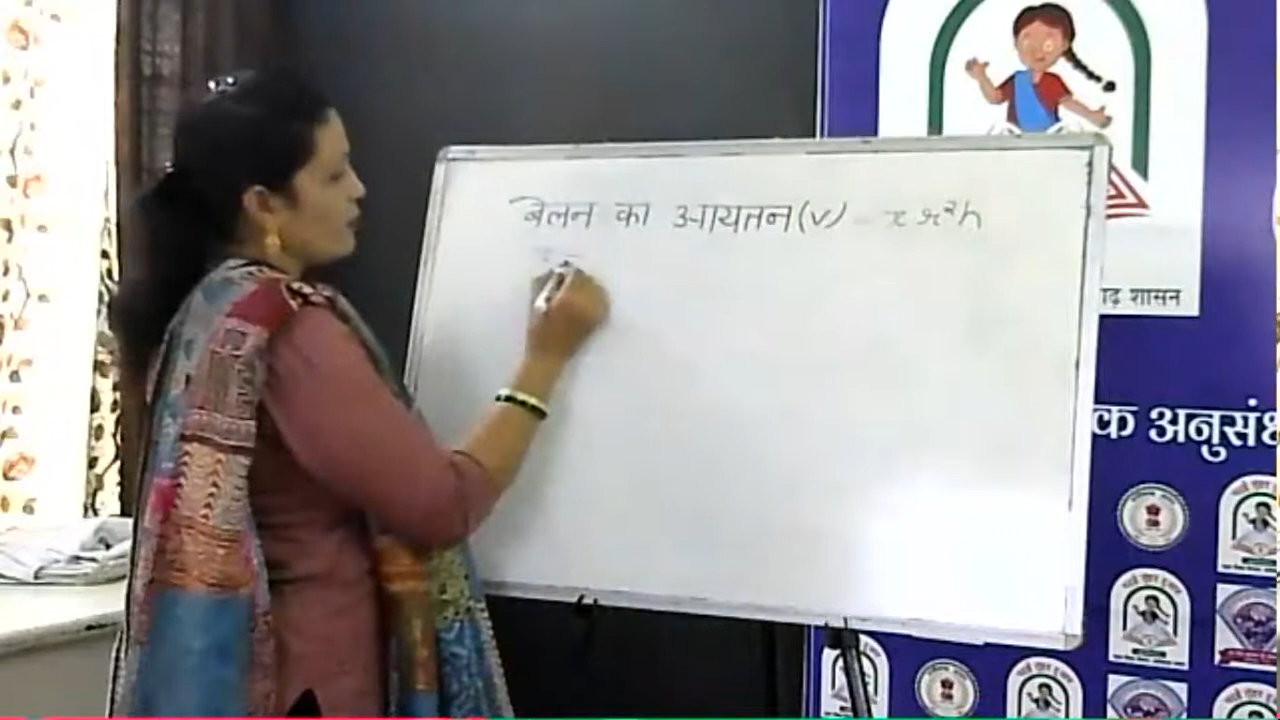 बेलन का आयतन (v) = πr²h
ढ़ शासन
क अनुसंध